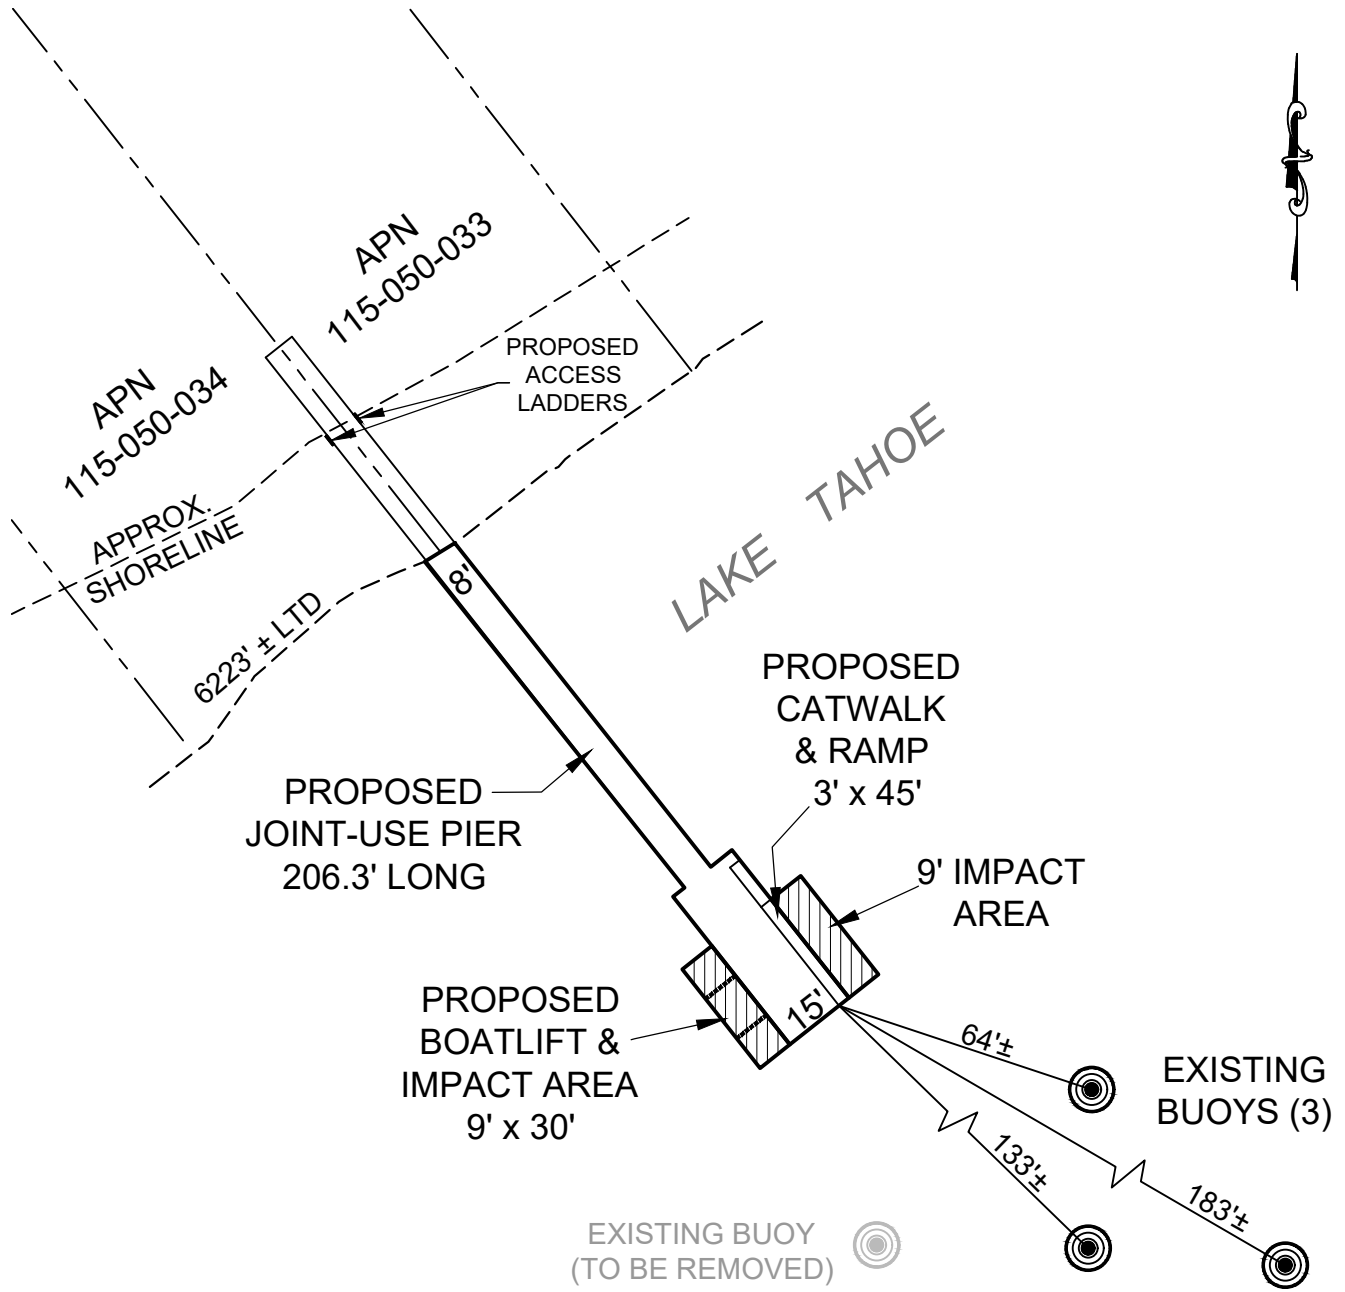 APN
115-050-033
PROPOSED
ACCESS
LADDERS
APN
115-050-034
APPROX.
SHORELINE
6223' ± LTD
8'
LAKE TAHOE
PROPOSED
CATWALK
& RAMP
3' x 45'
PROPOSED
JOINT-USE PIER
206.3' LONG
9' IMPACT
AREA
PROPOSED
BOATLIFT &
IMPACT AREA
9' x 30'
15'
64'±
EXISTING
BUOYS (3)
133'±
183'±
EXISTING BUOY
(TO BE REMOVED)